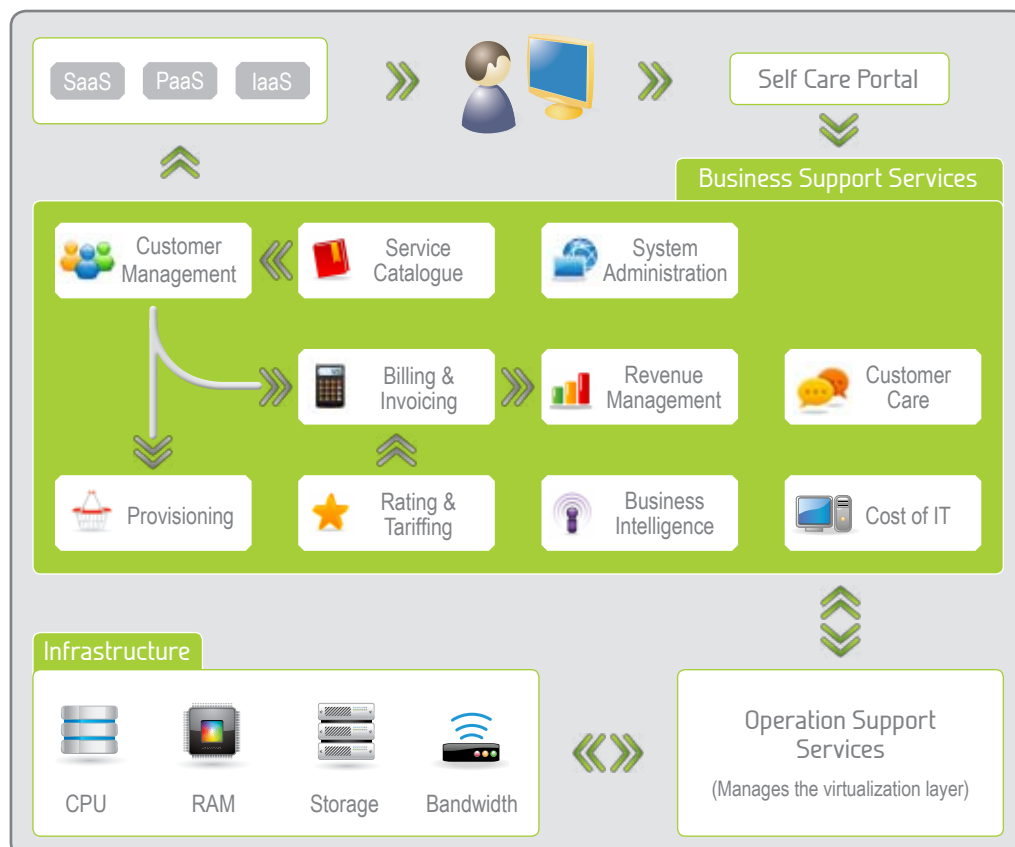 SaaS
PaaS
IaaS
Self Care Portal
Business Support Services
Customer
Management
Service
Catalogue
System
Administration
Billing &
Invoicing
Revenue
Management
Customer
Care
Provisioning
Rating &
Tariffing
Business
Intelligence
Cost of IT
Infrastructure
CPU
RAM
Storage
Bandwidth
Operation Support
Services
(Manages the virtualization layer)